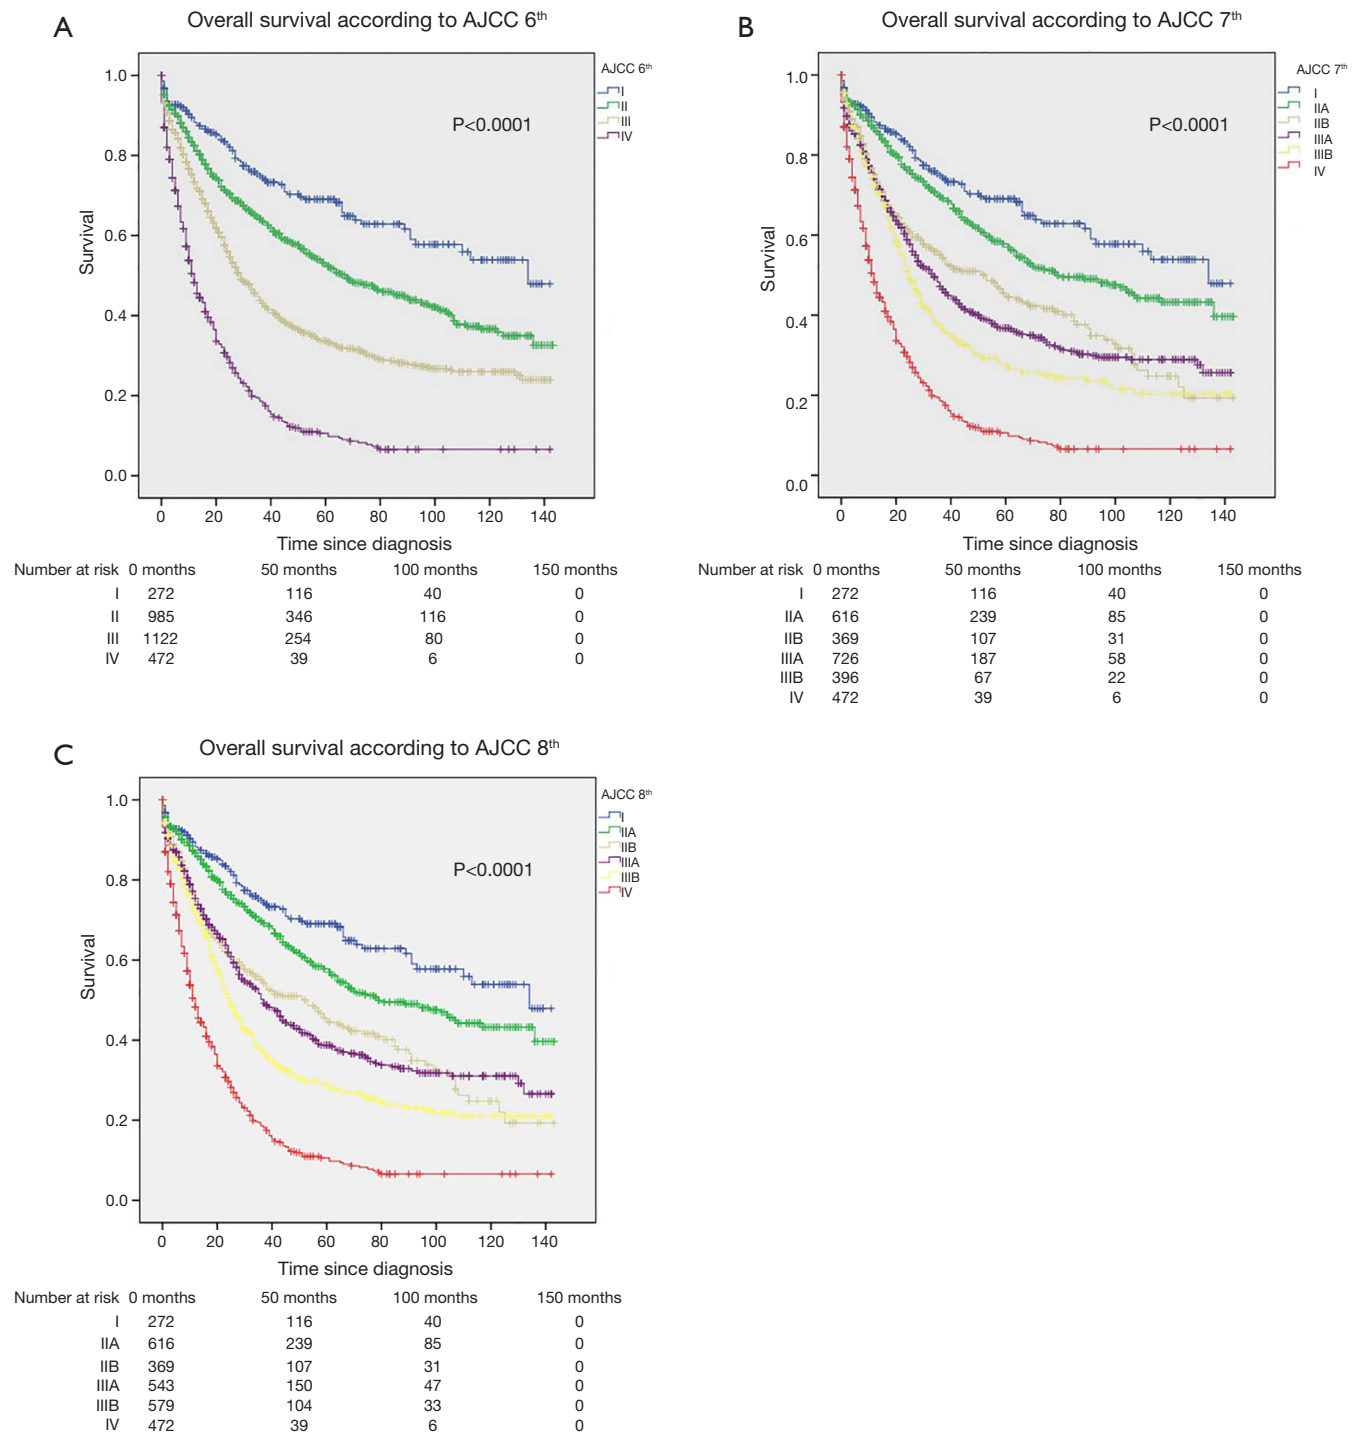 A
Overall survival according to AJCC 6th
AJCC 6th
I
II
III
IV
P<0.0001
Survival
1.0
0.8
0.6
0.4
0.2
0.0
0 20 40 60 80 100 120 140
Time since diagnosis
Number at risk 0 months 50 months 100 months 150 months
I 272 116 40 0
II 985 346 116 0
III 1122 254 80 0
IV 472 39 6 0
B
Overall survival according to AJCC 7th
AJCC 7th
I
IIA
IIB
IIIA
IIIB
IV
P<0.0001
Survival
1.0
0.8
0.6
0.4
0.2
0.0
0 20 40 60 80 100 120 140
Time since diagnosis
Number at risk 0 months 50 months 100 months 150 months
I 272 116 40 0
IIA 616 239 85 0
IIB 369 107 31 0
IIIA 726 187 58 0
IIIB 396 67 22 0
IV 472 39 6 0
C
Overall survival according to AJCC 8th
AJCC 8th
I
IIA
IIB
IIIA
IIIB
IV
P<0.0001
Survival
1.0
0.8
0.6
0.4
0.2
0.0
0 20 40 60 80 100 120 140
Time since diagnosis
Number at risk 0 months 50 months 100 months 150 months
I 272 116 40 0
IIA 616 239 85 0
IIB 369 107 31 0
IIIA 543 150 47 0
IIIB 579 104 33 0
IV 472 39 6 0